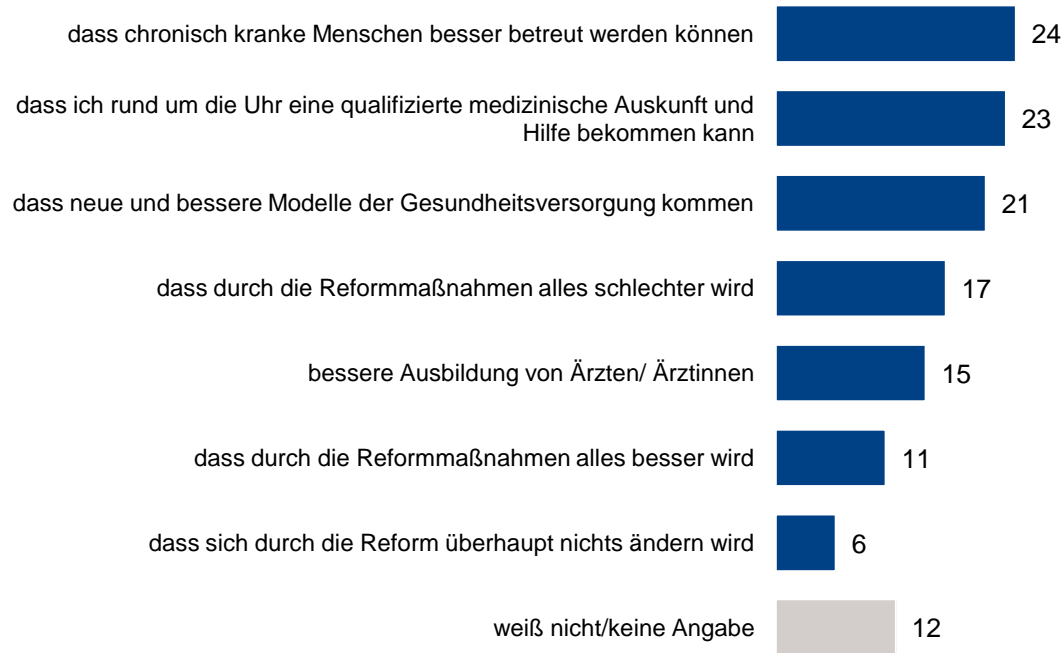 dass chronisch kranke Menschen besser betreut werden können 24
dass ich rund um die Uhr eine qualifizierte medizinische Auskunft und
Hilfe bekommen kann 23
dass neue und bessere Modelle der Gesundheitsversorgung kommen 21
dass durch die Reformmaßnahmen alles schlechter wird 17
bessere Ausbildung von Ärzten/ Ärztinnen 15
dass durch die Reformmaßnahmen alles besser wird 11
dass sich durch die Reform überhaupt nichts ändern wird 6
weiß nicht/keine Angabe 12